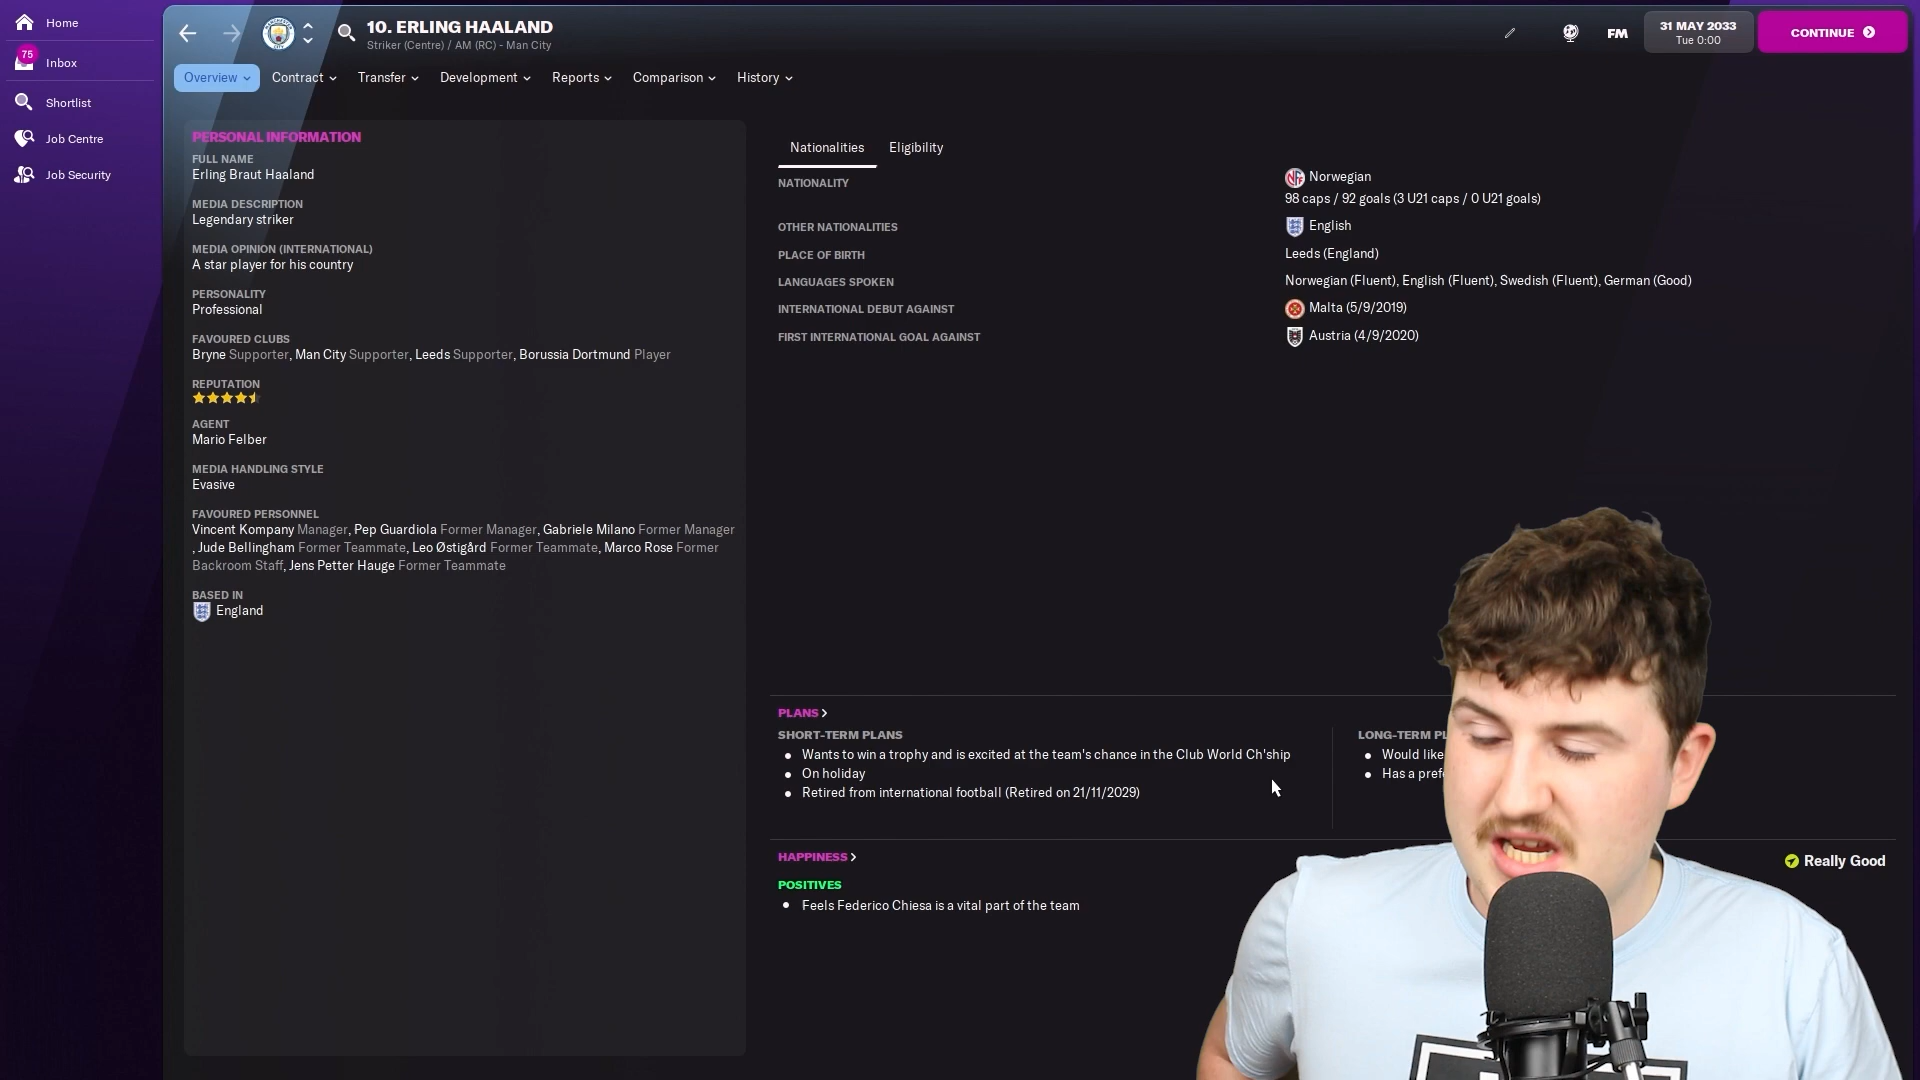 Home
75
Inbox
Shortlist
Job Centre
Job Security
10. ERLING HAALAND
Striker (Centre) / AM (RC) - Man City
FM
31 MAY 2033
Tue 0:00
CONTINUE
Overview
Contract
Transfer
Development
Reports
Comparison
History
PERSONAL INFORMATION
FULL NAME
Erling Braut Haaland
MEDIA DESCRIPTION
Legendary striker
MEDIA OPINION (INTERNATIONAL)
A star player for his country
PERSONALITY
Professional
FAVOURED CLUBS
Bryne Supporter, Man City Supporter, Leeds Supporter, Borussia Dortmund Player
REPUTATION
AGENT
Mario Felber
MEDIA HANDLING STYLE
Evasive
FAVOURED PERSONNEL
Vincent Kompany Manager, Pep Guardiola Former Manager, Gabriele Milano Former Manager
, Jude Bellingham Former Teammate, Leo Østigård Former Teammate, Marco Rose Former
Backroom Staff, Jens Petter Hauge Former Teammate
BASED IN
England
Nationalities
Eligibility
NATIONALITY
Norwegian
98 caps / 92 goals (3 U21 caps / 0 U21 goals)
OTHER NATIONALITIES
English
PLACE OF BIRTH
Leeds (England)
LANGUAGES SPOKEN
Norwegian (Fluent), English (Fluent), Swedish (Fluent), German (Good)
INTERNATIONAL DEBUT AGAINST
Malta (5/9/2019)
FIRST INTERNATIONAL GOAL AGAINST
Austria (4/9/2020)
PLANS
SHORT-TERM PLANS
Wants to win a trophy and is excited at the team's chance in the Club World Ch'ship
On holiday
Retired from international football (Retired on 21/11/2029)
LONG-TERM PL
Would like
Has a pref
HAPPINESS
Really Good
POSITIVES
Feels Federico Chiesa is a vital part of the team